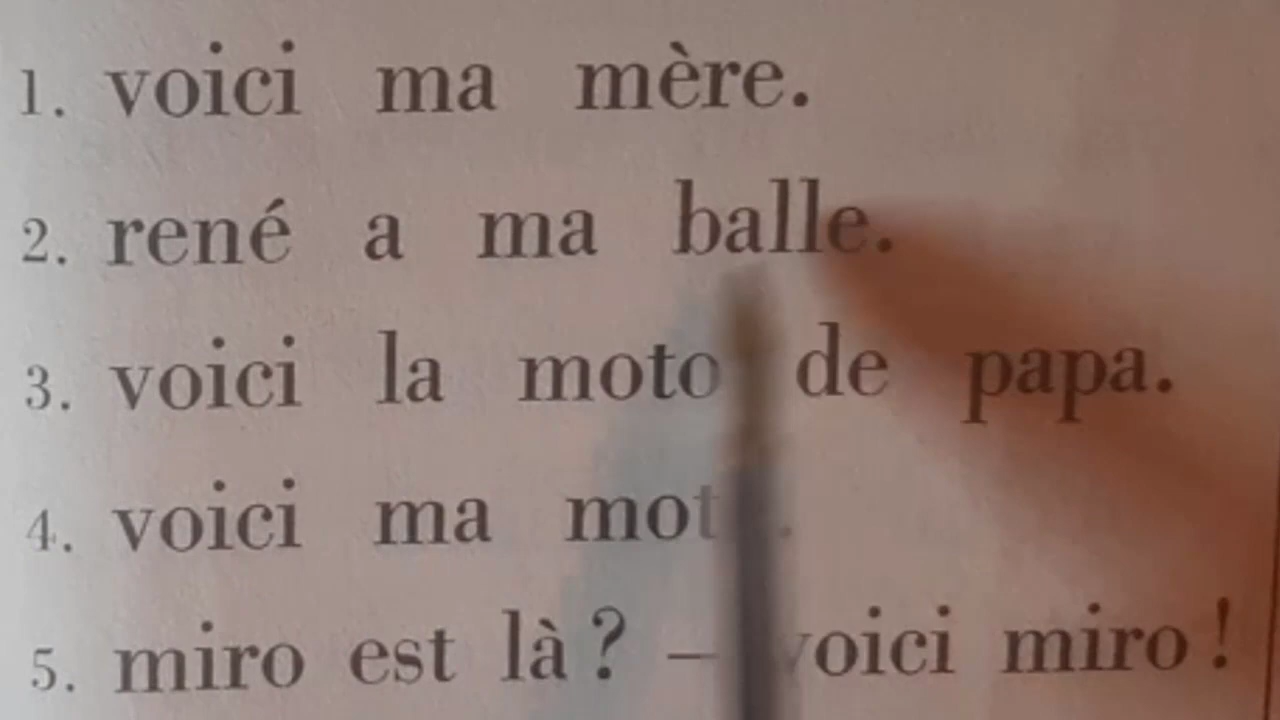 1. voici ma mère.
2. rené a ma balle.
3. voici la moto de papa.
4. voici ma
5. miro est là ? – voici miro !